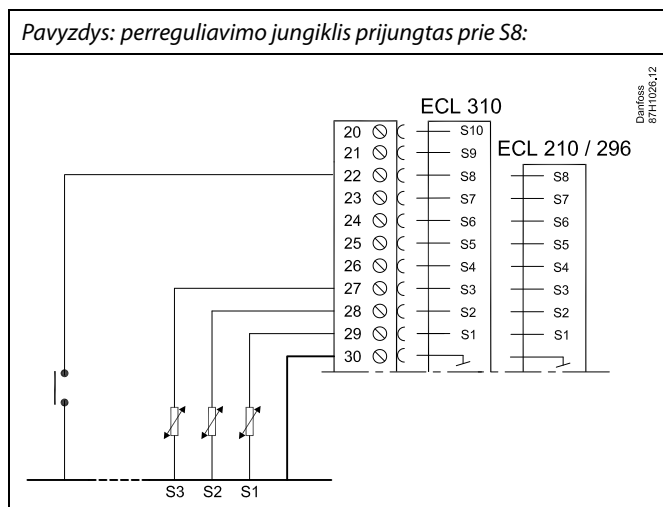 Pavyzdys: perreguliavimo jungiklis prijungtas prie S8:
Danfoss
87H1026.12
ECL 310
ECL 210 / 296
20 S10
21 S9
22 S8 S8
23 S7 S7
24 S6 S6
25 S5 S5
26 S4 S4
27 S3 S3
28 S2 S2
29 S1 S1
30
S3 S2 S1